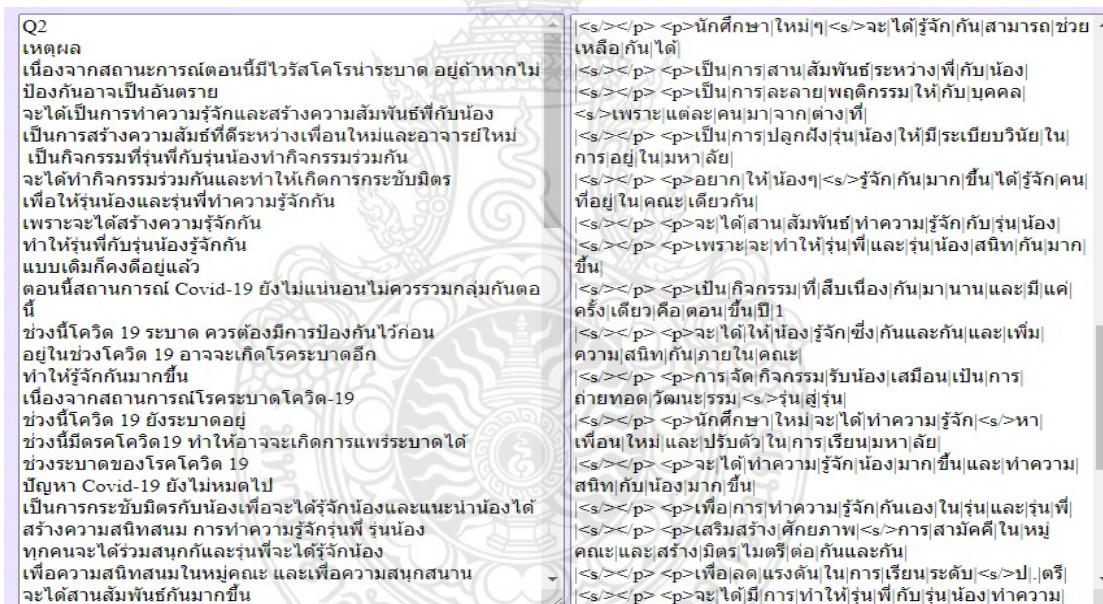 Q2
เหตุผล
เนื่องจากสถานะการณ์ตอนนี้มีไวรัสโคโรน่าระบาด อยู่ถ้าหากไม่
ป้องกันอาจเป็นอันตราย
จะได้เป็นการทำความรู้จักและสร้างความสัมพันธ์พี่กับน้อง
เป็นการสร้างความสัมธ์ที่ดีระหว่างเพื่อนใหม่และอาจารย์ใหม่
เป็นกิจกรรมที่รุ่นพี่กับรุ่นน้องทำกิจกรรมร่วมกัน
จะได้ทำกิจกรรมร่วมกันและทำให้เกิดการกระชับมิตร
เพื่อให้รุ่นน้องและรุ่นพี่ทำความรู้จักกัน
เพราะจะได้สร้างความรู้จักกัน
ทำให้รุ่นพี่กับรุ่นน้องรู้จักกัน
แบบเดิมก็คงดีอยู่แล้ว
ตอนนี้สถานการณ์ Covid-19 ยังไม่แน่นอนไม่ควรรวมกลุ่มกันตอ
นี้
ช่วงนี้โควิด 19 ระบาด ควรต้องมีการป้องกันไว้ก่อน
อยู่ในช่วงโควิด 19 อาจจะเกิดโรคระบาดอีก
ทำให้รู้จักกันมากขึ้น
เนื่องจากสถานการณ์โรคระบาดโควิด-19
ช่วงนี้โควิด 19 ยังระบาดอยู่
ช่วงนี้มีดรคโควิด19 ทำให้อาจจะเกิดการแพร่ระบาดได้
ช่วงระบาดของโรคโควิด 19
ปัญหา Covid-19 ยังไม่หมดไป
เป็นการกระชับมิตรกับน้องเพื่อจะได้รู้จักน้องและแนะนำน้องได้
สร้างความสนิทสนม การทำความรู้จักรุ่นพี่ รุ่นน้อง
ทุกคนจะได้ร่วมสนุกกันและรุ่นพี่จะได้รู้จักน้อง
เพื่อความสนิทสนมในหมู่คณะ และเพื่อความสนุกสนาน
จะได้สานสัมพันธ์กันมากขึ้น
|<s/></p> <p>นักศึกษา|ใหม่|ๆ|<s/>จะ|ได้|รู้จัก|กัน|สามารถ|ช่วย
เหลือ|กัน|ได้|
|<s/></p> <p>เป็น|การ|สาน|สัมพันธ์|ระหว่าง|พี่|กับ|น้อง|
|<s/></p> <p>เป็น|การ|ละลาย|พฤติกรรม|ให้|กับ|บุคคล|
<s/>เพราะ|แต่ละ|คน|มา|จาก|ต่าง|ที่|
|<s/></p> <p>เป็น|การ|ปลูกฝัง|รุ่น|น้อง|ให้|มี|ระเบียบวินัย|ใน|
การ|อยู่|ใน|มหา|ลัย|
|<s/></p> <p>อยาก|ให้|น้องๆ|<s/>รู้จัก|กัน|มาก|ขึ้น|ได้|รู้จัก|คน|
ที่อยู่|ใน|คณะ|เดียวกัน|
|<s/></p> <p>จะ|ได้|สาน|สัมพันธ์|ทำความ|รู้จัก|กับ|รุ่น|น้อง|
|<s/></p> <p>เพราะ|จะ|ทำ|ให้|รุ่น|พี่|และ|รุ่น|น้อง|สนิท|กัน|มาก|
ขึ้น|
|<s/></p> <p>เป็น|กิจกรรม|ที่|สืบเนื่อง|กัน|มา|นาน|และ|มี|แค่|
ครั้ง|เดียว|คือ|ตอน|ขึ้น|ปี|1
|<s/></p> <p>จะ|ได้|ให้|น้อง|รู้จัก|ซึ่ง|กันและกัน|และ|เพิ่ม|
ความ|สนิท|กัน|ภายใน|คณะ|
|<s/></p> <p>การ|จัด|กิจกรรม|รับน้อง|เสมือน|เป็น|การ|
ถ่ายทอด|วัฒนะ|รรม|<s/>รุ่น|สู่|รุ่น|
|<s/></p> <p>นักศึกษา|ใหม่|จะ|ได้|ทำความ|รู้จัก|<s/>หา|
เพื่อน|ใหม่|และ|ปรับตัว|ใน|การ|เรียน|มหา|ลัย|
|<s/></p> <p>จะ|ได้|ทำความ|รู้จัก|น้อง|มาก|ขึ้น|และ|ทำความ|
สนิท|กับ|น้อง|มาก|ขึ้น|
|<s/></p> <p>เพื่อ|การ|ทำความ|รู้จัก|กันเอง|ใน|รุ่น|และ|รุ่น|พี่|
|<s/></p> <p>เสริมสร้าง|ศักยภาพ|<s/>การ|สามัคคี|ใน|หมู่
คณะ|และ|สร้าง|มิตร|ไมตรี|ต่อ|กันและกัน|
|<s/></p> <p>เพื่อ|ลด|แรงดัน|ใน|การ|เรียน|ระดับ|<s/>ป|.|ตรี|
|<s/></p> <p>จะ|ได้|มี|การ|ทำ|ให้|รุ่น|พี่|กับ|รุ่น|น้อง|ทำความ|